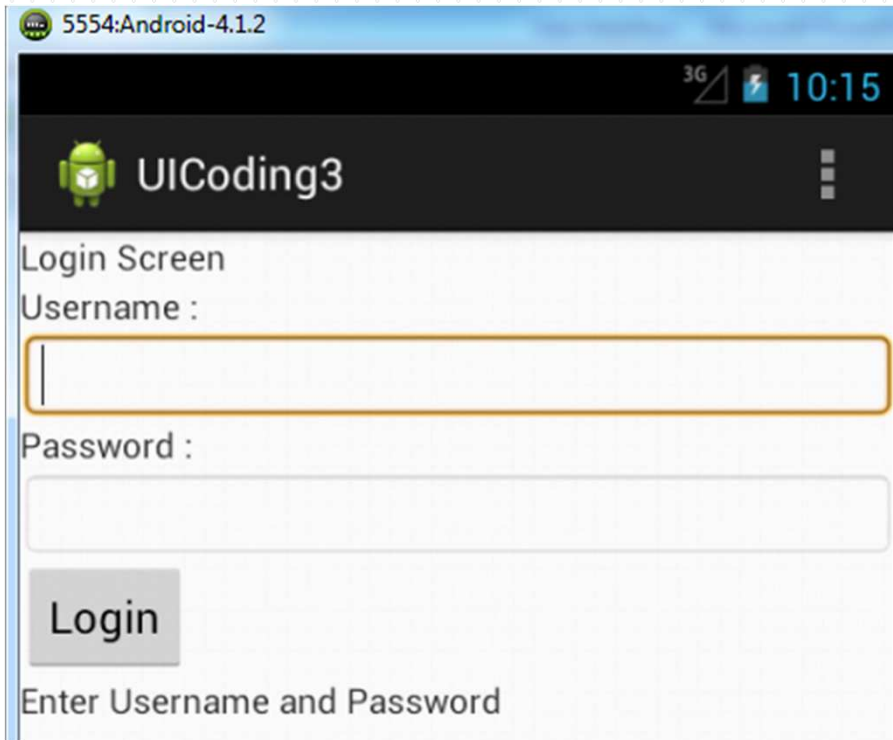 5554:Android-4.1.2
3G 10:15
UICoding3
Login Screen
Username :
Password :
Login
Enter Username and Password